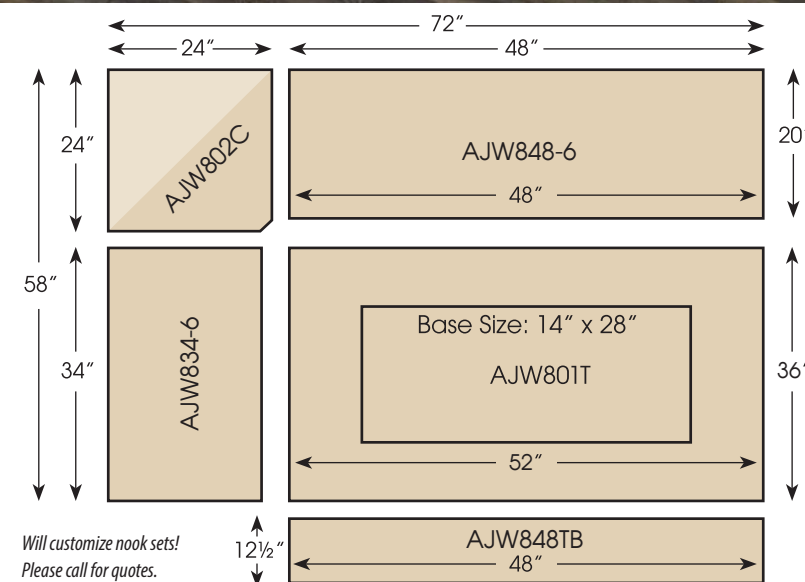 72″
24″
48″
24″
AJW802C
AJW848-6
48″
20″
58″
34″
AJW834-6
Base Size: 14″ x 28″
AJW801T
52″
36″
Will customize nook sets!
Please call for quotes.
12½″
AJW848TB
48″